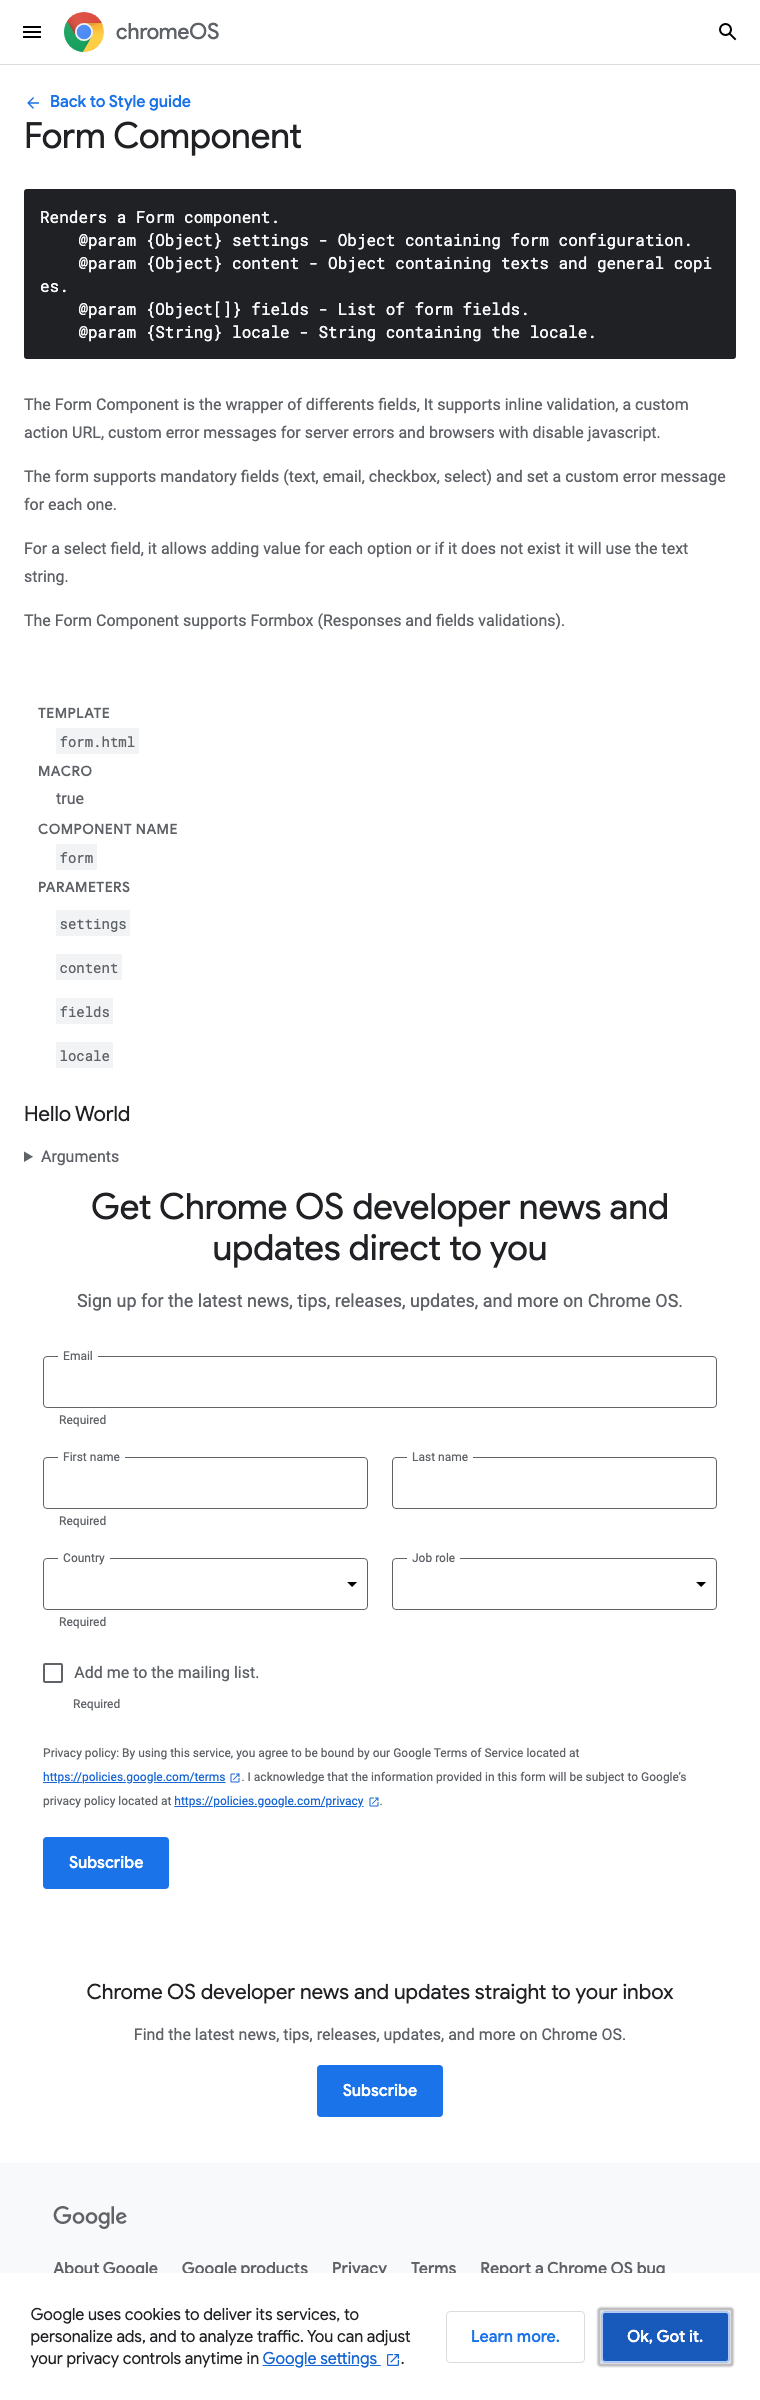 chromeOS
Back to Style guide
Form Component
Renders a Form component.
@param {Object} settings - Object containing form configuration.
@param {Object} content - Object containing texts and general copi
es.
@param {Object[]} fields - List of form fields.
@param {String} locale - String containing the locale.
The Form Component is the wrapper of differents fields, It supports inline validation, a custom
action URL, custom error messages for server errors and browsers with disable javascript.
The form supports mandatory fields (text, email, checkbox, select) and set a custom error message
for each one.
For a select field, it allows adding value for each option or if it does not exist it will use the text
string.
The Form Component supports Formbox (Responses and fields validations).
TEMPLATE
form.html
MACRO
true
COMPONENT NAME
form
PARAMETERS
settings
content
fields
locale
Hello World
Arguments
Get Chrome OS developer news and
updates direct to you
Sign up for the latest news, tips, releases, updates, and more on Chrome OS.
Email
Required
First name Last name
Required
Country Job role
Required
Add me to the mailing list.
Required
Privacy policy: By using this service, you agree to be bound by our Google Terms of Service located at
https://policies.google.com/terms . I acknowledge that the information provided in this form will be subject to Google's
privacy policy located at https://policies.google.com/privacy .
Subscribe
Chrome OS developer news and updates straight to your inbox
Find the latest news, tips, releases, updates, and more on Chrome OS.
Subscribe
Google
About Google Google products Privacy Terms Report a Chrome OS bug
Google uses cookies to deliver its services, to
personalize ads, and to analyze traffic. You can adjust
your privacy controls anytime in Google settings .
Learn more.
Ok, Got it.